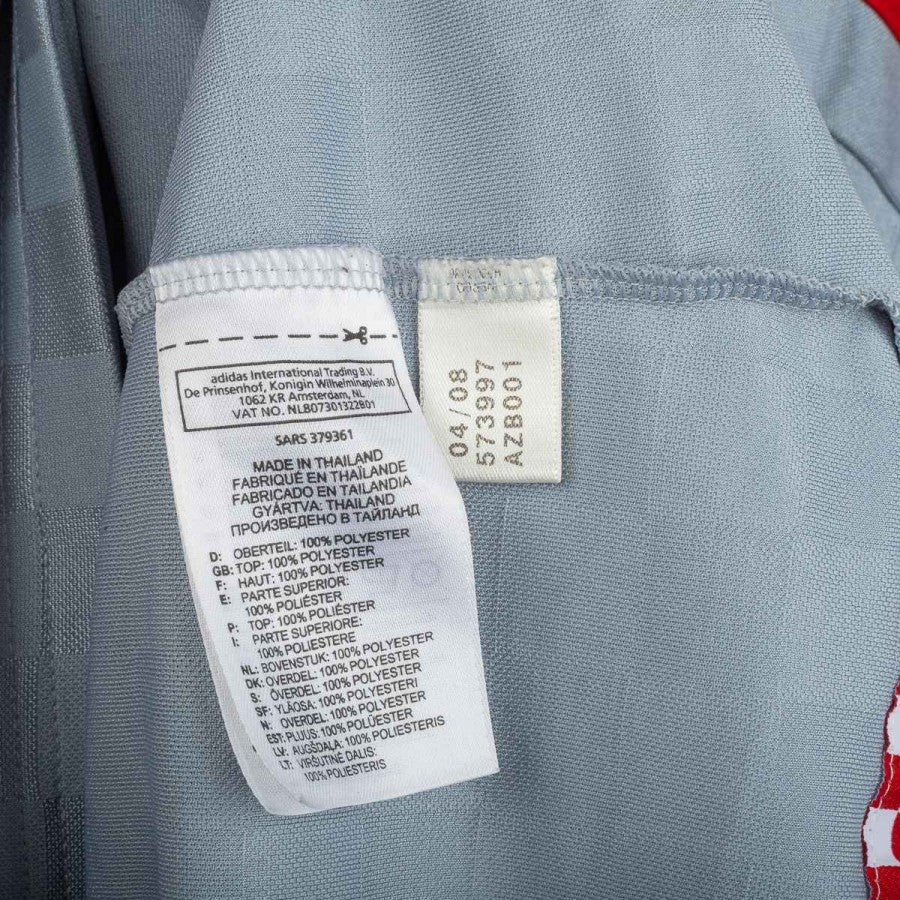 adidas International Trading B.V.
De Prinsenhof, Konigin Wilhelminaplein 30
1062 KR Amsterdam, NL
VAT NO. NLB07301322B01
SARS 379361
MADE IN THAILAND
FABRIQUÉ EN THAÏLANDE
FABRICADO EN TAILANDIA
GYÁRTVA: THAILAND
ПРОИЗВЕДЕНО В ТАЙЛАНД
D: OBERTEIL: 100% POLYESTER
GB: TOP: 100% POLYESTER
F: HAUT: 100% POLYESTER
E: PARTE SUPERIOR:
100% POLIÉSTER
P: TOP: 100% POLIÉSTER
I: PARTE SUPERIORE:
100% POLIESTERE
NL: BOVENSTUK: 100% POLYESTER
DK: OVERDEL: 100% POLYESTER
S: ÖVERDEL: 100% POLYESTER
SF: YLÄOSA: 100% POLYESTERI
N: OVERDEL: 100% POLYESTER
EST: PLUUS: 100% POLÜESTER
LV: AUGŠDAĻA: 100% POLIESTERIS
LT: VIRŠUTINĖ DALIS:
100% POLIESTERIS
04/08
573997
AZB001